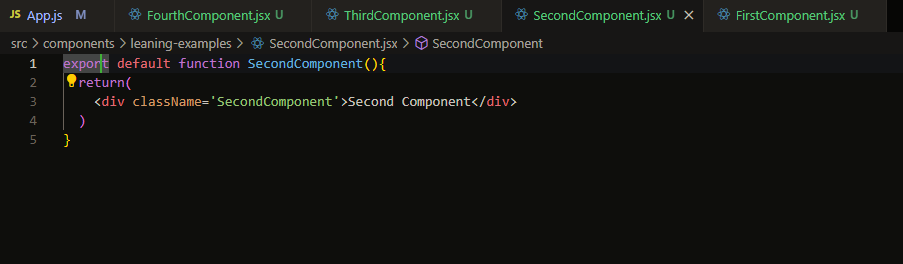 JS App.js M FourthComponent.jsx U ThirdComponent.jsx U SecondComponent.jsx U FirstComponent.jsx U
src > components > leaning-examples > SecondComponent.jsx > SecondComponent
1 export default function SecondComponent(){
2 return(
3 <div className='SecondComponent'>Second Component</div>
4 )
5 }